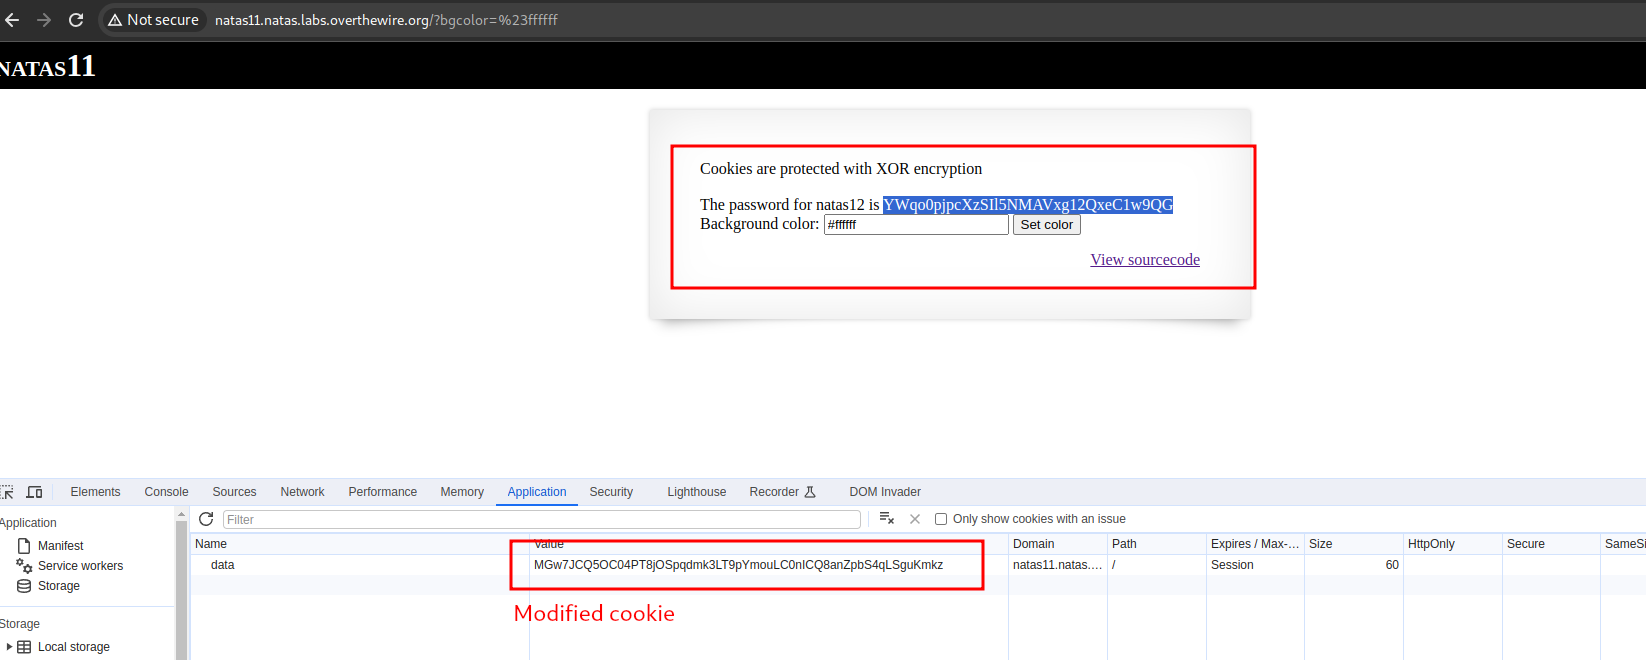 Not secure natas11.natas.labs.overthewire.org/?bgcolor=%23ffffff
NATAS11
Cookies are protected with XOR encryption
The password for natas12 is YWqo0pjpcXzSIl5NMAVxg12QxeC1w9QG
Background color: #ffffff Set color
View sourcecode
Elements Console Sources Network Performance Memory Application Security Lighthouse Recorder DOM Invader
Application Filter Only show cookies with an issue
Name Value Domain Path Expires / Max-... Size HttpOnly Secure SameSi
Manifest data MGw7JCQ5OC04PT8jOSpqdmk3LT9pYmouLC0nICQ8anZpbS4qLSguKmkz natas11.natas.... / Session 60
Service workers
Storage
Modified cookie
Storage
Local storage